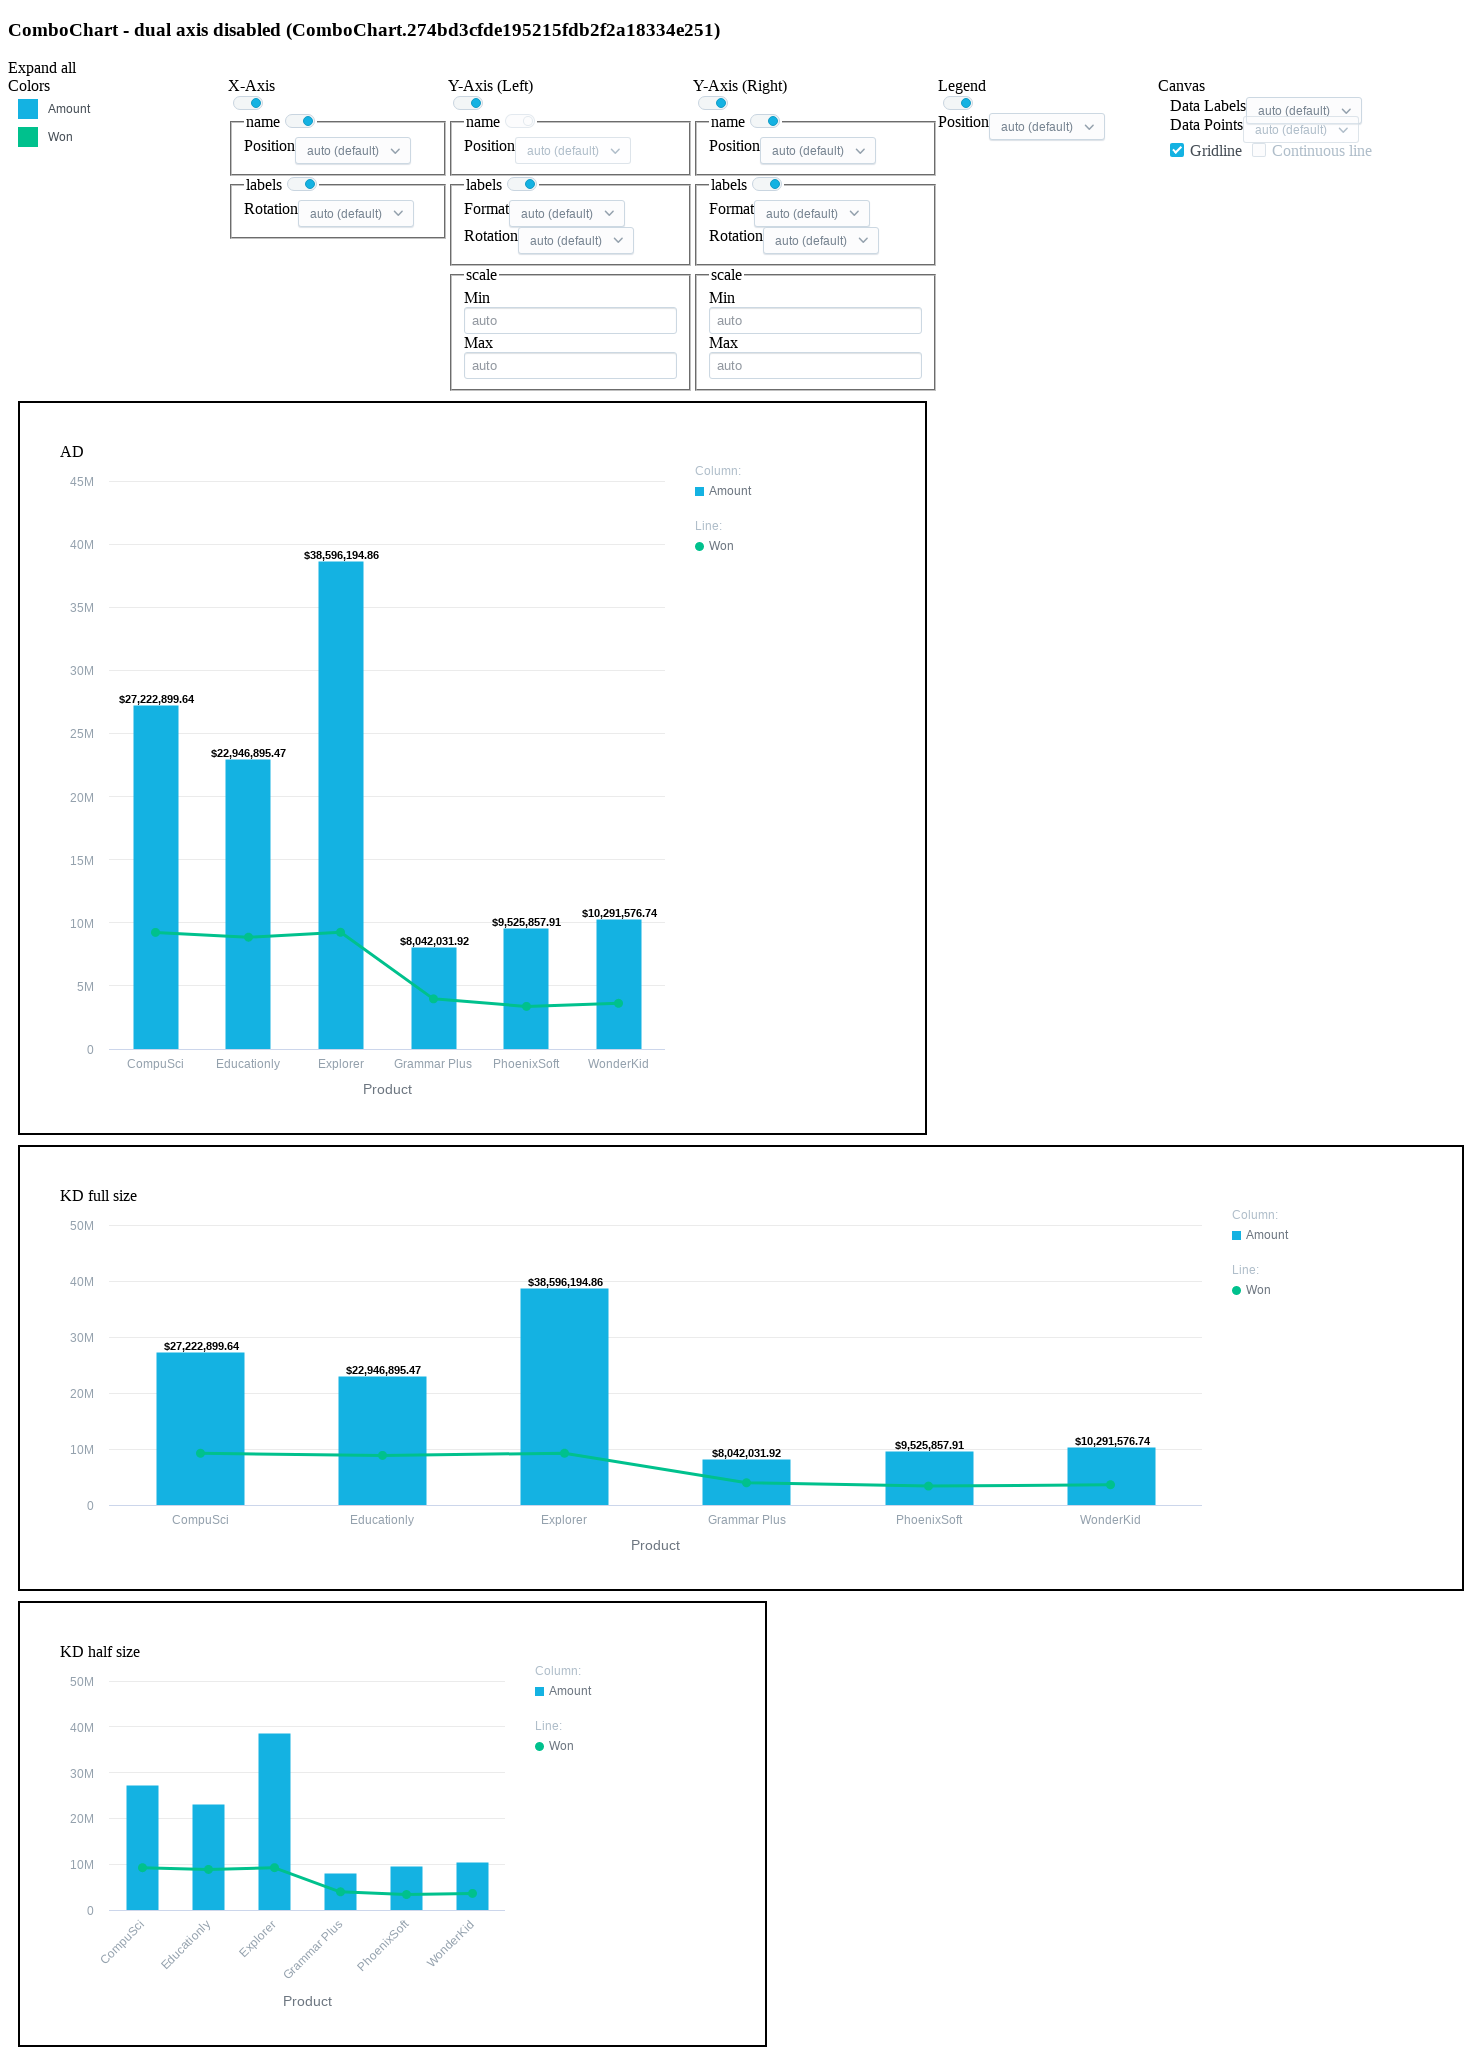 ComboChart - dual axis disabled (ComboChart.274bd3cfde195215fdb2f2a18334e251)
Expand all
Colors
Amount
Won
X-Axis
name
Position auto (default)
labels
Rotation auto (default)
Y-Axis (Left)
name
Position auto (default)
labels
Format auto (default)
Rotation auto (default)
scale
Min
auto
Max
auto
Y-Axis (Right)
name
Position auto (default)
labels
Format auto (default)
Rotation auto (default)
scale
Min
auto
Max
auto
Legend
Position auto (default)
Canvas
Data Labels auto (default)
Data Points auto (default)
Gridline Continuous line
AD
45M
40M
35M
30M
25M
20M
15M
10M
5M
0
$27,222,899.64
$22,946,895.47
$38,596,194.86
$8,042,031.92
$9,525,857.91
$10,291,576.74
CompuSci Educationly Explorer Grammar Plus PhoenixSoft WonderKid
Product
Column:
Amount
Line:
Won
KD full size
50M
40M
30M
20M
10M
0
$27,222,899.64
$22,946,895.47
$38,596,194.86
$8,042,031.92
$9,525,857.91
$10,291,576.74
CompuSci Educationly Explorer Grammar Plus PhoenixSoft WonderKid
Product
Column:
Amount
Line:
Won
KD half size
50M
40M
30M
20M
10M
0
CompuSci Educationly Explorer Grammar Plus PhoenixSoft WonderKid
Product
Column:
Amount
Line:
Won